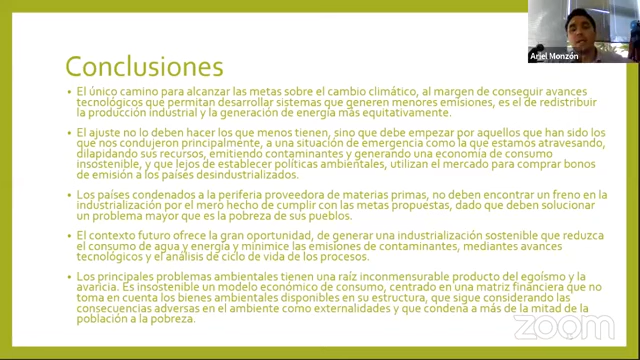 Ariel Monzón
Conclusiones
El único camino para alcanzar las metas sobre el cambio climático, al margen de conseguir avances
tecnológicos que permitan desarrollar sistemas que generen menores emisiones, es el de redistribuir
la producción industrial y la generación de energía más equitativamente.
El ajuste no lo deben hacer los que menos tienen, sino que debe empezar por aquellos que han sido los
que nos condujeron principalmente, a una situación de emergencia como la que estamos atravesando,
dilapidando sus recursos, emitiendo contaminantes y generando una economía de consumo
insostenible, y que lejos de establecer políticas ambientales, utilizan el mercado para comprar bonos
de emisión a los países desindustrializados.
Los países condenados a la periferia proveedora de materias primas, no deben encontrar un freno en la
industrialización por el mero hecho de cumplir con las metas propuestas, dado que deben solucionar
un problema mayor que es la pobreza de sus pueblos.
El contexto futuro ofrece la gran oportunidad, de generar una industrialización sostenible que reduzca
el consumo de agua y energía y minimice las emisiones de contaminantes, mediantes avances
tecnológicos y el análisis de ciclo de vida de los procesos.
Los principales problemas ambientales tienen una raíz inconmensurable producto del egoísmo y la
avaricia. Es insostenible un modelo económico de consumo, centrado en una matriz financiera que no
toma en cuenta los bienes ambientales disponibles en su estructura, que sigue considerando las
consecuencias adversas en el ambiente como externalidades y que condena a más de la mitad de la
población a la pobreza.
zoom